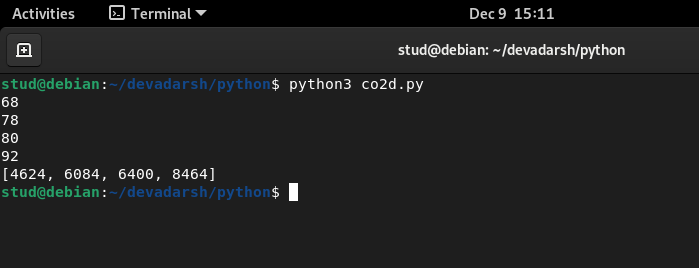 Activities Terminal Dec 9 15:11
stud@debian: ~/devadarsh/python
stud@debian:~/devadarsh/python$ python3 co2d.py
68
78
80
92
[4624, 6084, 6400, 8464]
stud@debian:~/devadarsh/python$